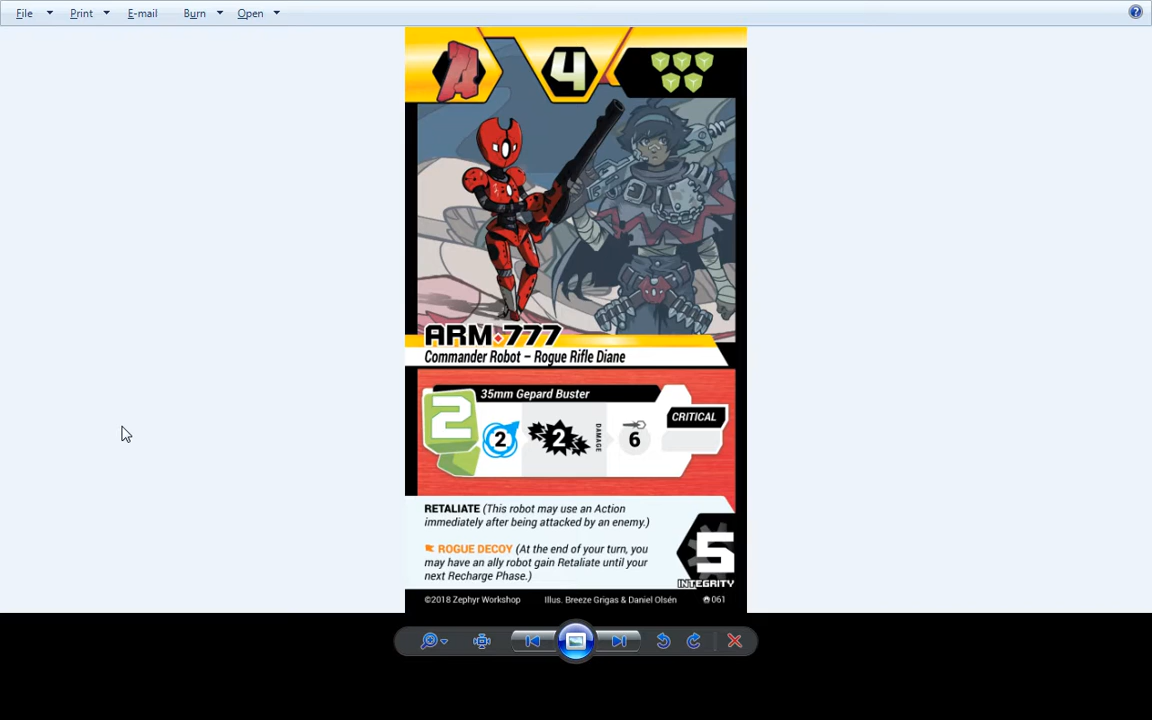 File Print E-mail Burn Open
A 4
ARM•777
Commander Robot – Rogue Rifle Diane
35mm Gepard Buster
2 2 2 DAMAGE 6 CRITICAL
RETALIATE (This robot may use an Action
immediately after being attacked by an enemy.)
ROGUE DECOY (At the end of your turn, you
may have an ally robot gain Retaliate until your
next Recharge Phase.)
5
INTEGRITY
©2018 Zephyr Workshop Illus. Breeze Grigas & Daniel Olsén 061